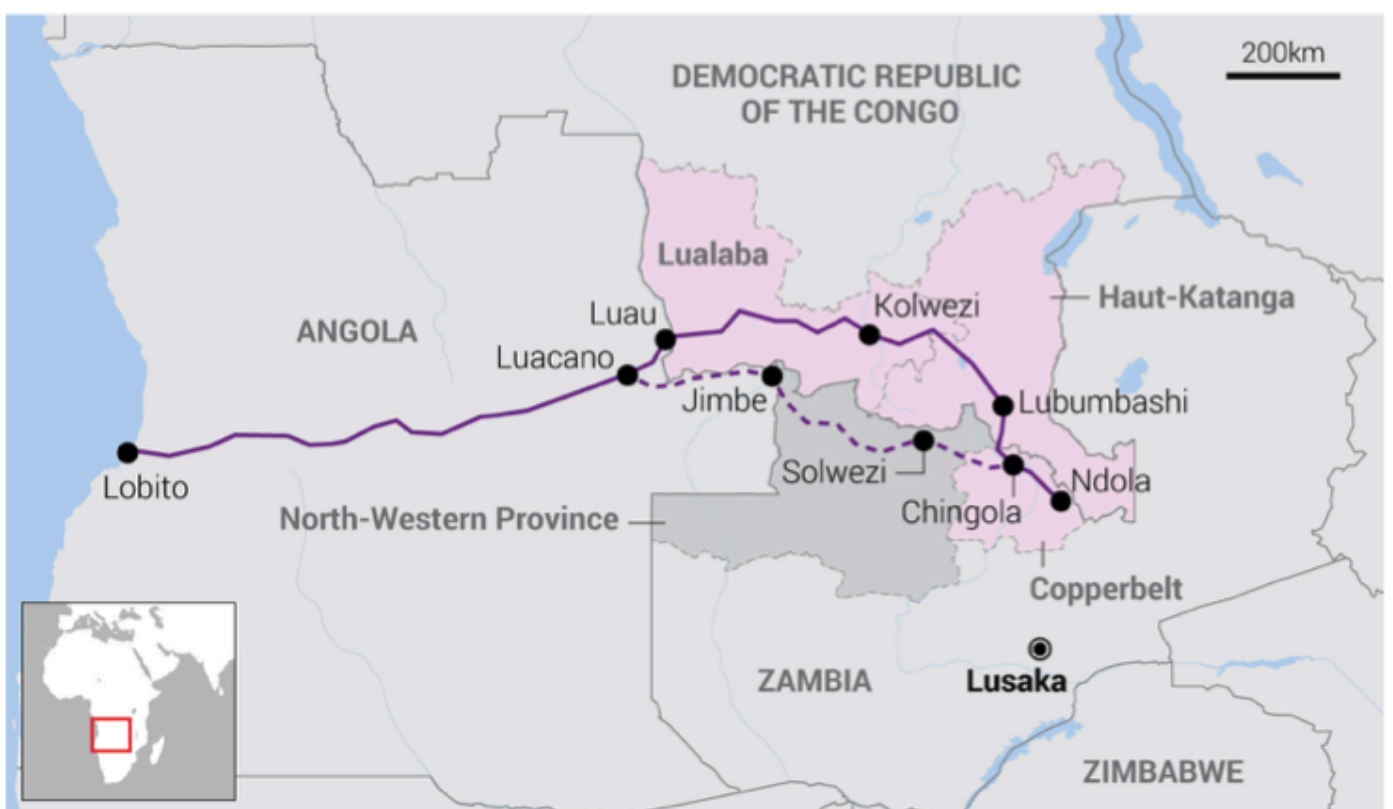 200km
DEMOCRATIC REPUBLIC
OF THE CONGO
Lualaba
Kolwezi
Haut-Katanga
Luau
ANGOLA
Luacano
Jimbe
Lubumbashi
Lobito
Solwezi
Ndola
Chingola
North-Western Province
Copperbelt
ZAMBIA
Lusaka
ZIMBABWE